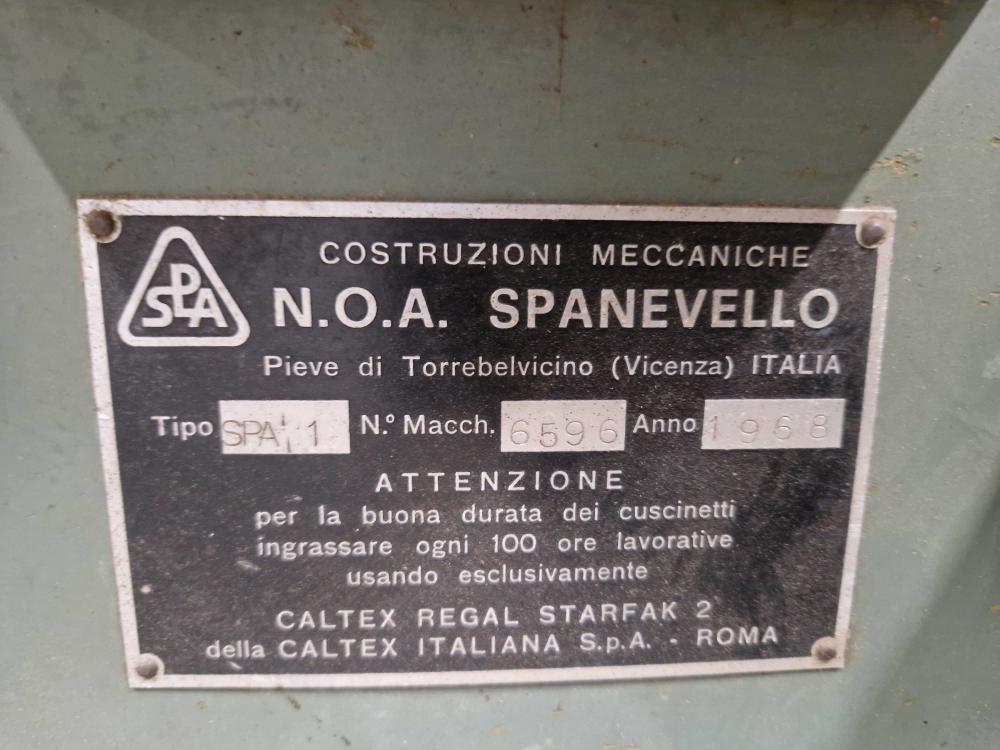 SPA
COSTRUZIONI MECCANICHE
N.O.A. SPANEVELLO
Pieve di Torrebelvicino (Vicenza) ITALIA
Tipo SPA 1 N.º Macch. 6596 Anno 1968
ATTENZIONE
per la buona durata dei cuscinetti
ingrassare ogni 100 ore lavorative
usando esclusivamente
CALTEX REGAL STARFAK 2
della CALTEX ITALIANA S.p.A. - ROMA